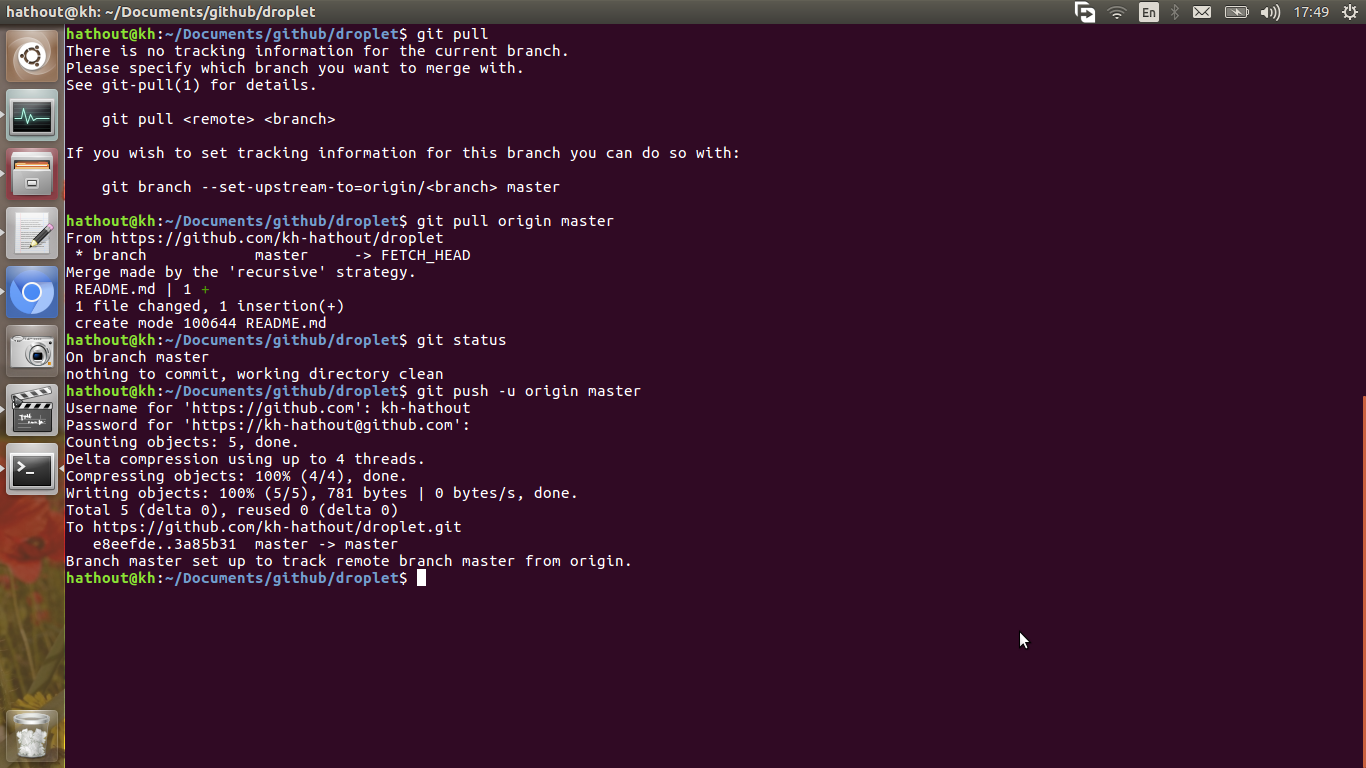 hathout@kh: ~/Documents/github/droplet
En
17:49
hathout@kh:~/Documents/github/droplet$ git pull
There is no tracking information for the current branch.
Please specify which branch you want to merge with.
See git-pull(1) for details.
    git pull <remote> <branch>
If you wish to set tracking information for this branch you can do so with:
    git branch --set-upstream-to=origin/<branch> master
hathout@kh:~/Documents/github/droplet$ git pull origin master
From https://github.com/kh-hathout/droplet
 * branch            master     -> FETCH_HEAD
Merge made by the 'recursive' strategy.
 README.md | 1 +
 1 file changed, 1 insertion(+)
 create mode 100644 README.md
hathout@kh:~/Documents/github/droplet$ git status
On branch master
nothing to commit, working directory clean
hathout@kh:~/Documents/github/droplet$ git push -u origin master
Username for 'https://github.com': kh-hathout
Password for 'https://kh-hathout@github.com':
Counting objects: 5, done.
Delta compression using up to 4 threads.
Compressing objects: 100% (4/4), done.
Writing objects: 100% (5/5), 781 bytes | 0 bytes/s, done.
Total 5 (delta 0), reused 0 (delta 0)
To https://github.com/kh-hathout/droplet.git
   e8eefde..3a85b31  master -> master
Branch master set up to track remote branch master from origin.
hathout@kh:~/Documents/github/droplet$